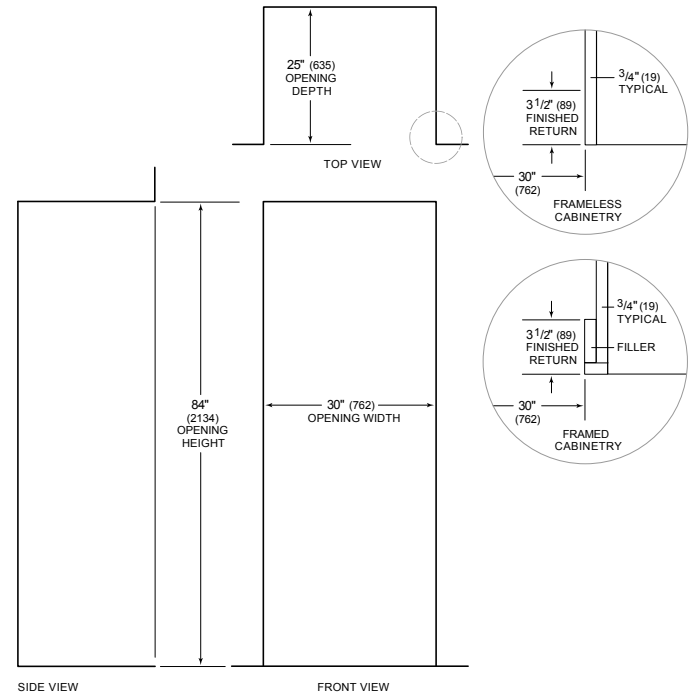 25" (635)
OPENING
DEPTH
TOP VIEW
3/4" (19)
TYPICAL
3 1/2" (89)
FINISHED
RETURN
30"
(762)
FRAMELESS
CABINETRY
3/4" (19)
TYPICAL
3 1/2" (89)
FINISHED
RETURN
FILLER
30"
(762)
FRAMED
CABINETRY
84"
(2134)
OPENING
HEIGHT
30" (762)
OPENING WIDTH
SIDE VIEW
FRONT VIEW